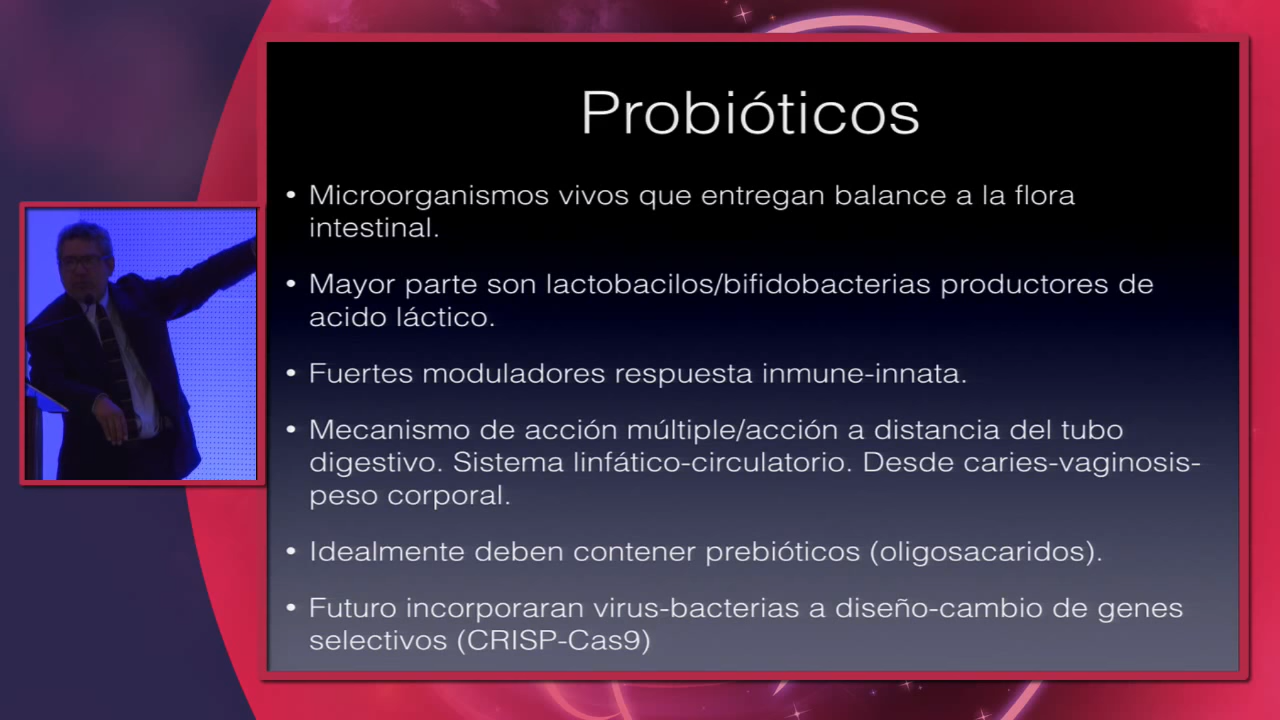 Probióticos
• Microorganismos vivos que entregan balance a la flora
intestinal.
• Mayor parte son lactobacilos/bifidobacterias productores de
acido láctico.
• Fuertes moduladores respuesta inmune-innata.
• Mecanismo de acción múltiple/acción a distancia del tubo
digestivo. Sistema linfático-circulatorio. Desde caries-vaginosis-
peso corporal.
• Idealmente deben contener prebióticos (oligosacaridos).
• Futuro incorporaran virus-bacterias a diseño-cambio de genes
selectivos (CRISP-Cas9)